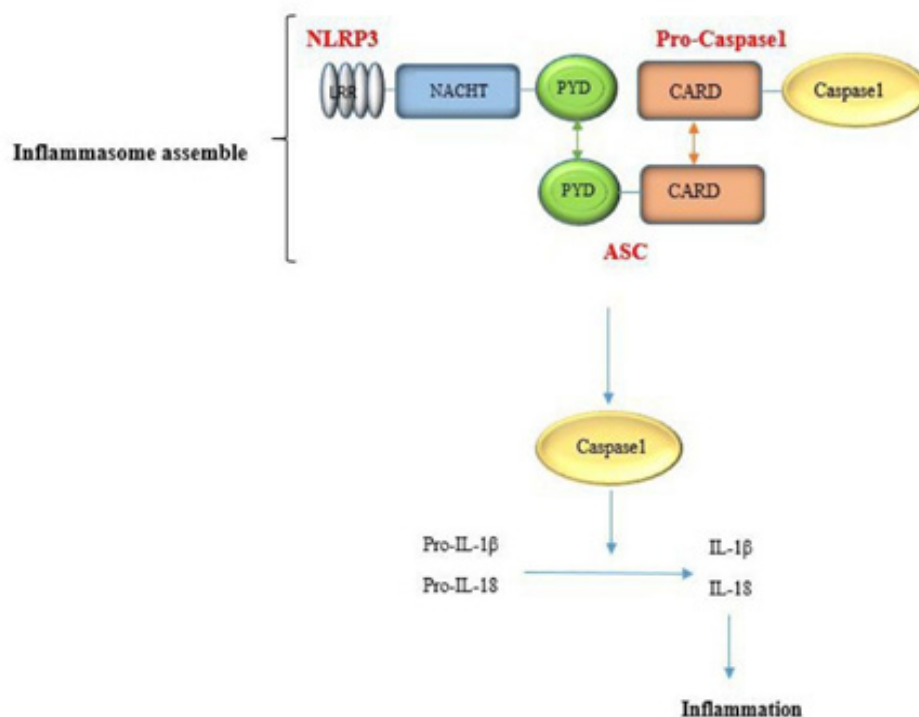 NLRP3
Pro-Caspase1
LRR
NACHT
PYD
CARD
Caspase1
Inflammasome assemble
PYD
CARD
ASC
Caspase1
Pro-IL-1β
IL-1β
Pro-IL-18
IL-18
Inflammation